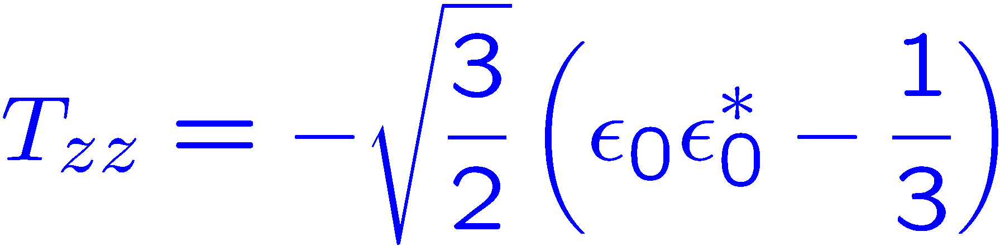 T_{zz} = -\sqrt{\frac{3}{2}} \left( \epsilon_0 \epsilon_0^* - \frac{1}{3} \right)